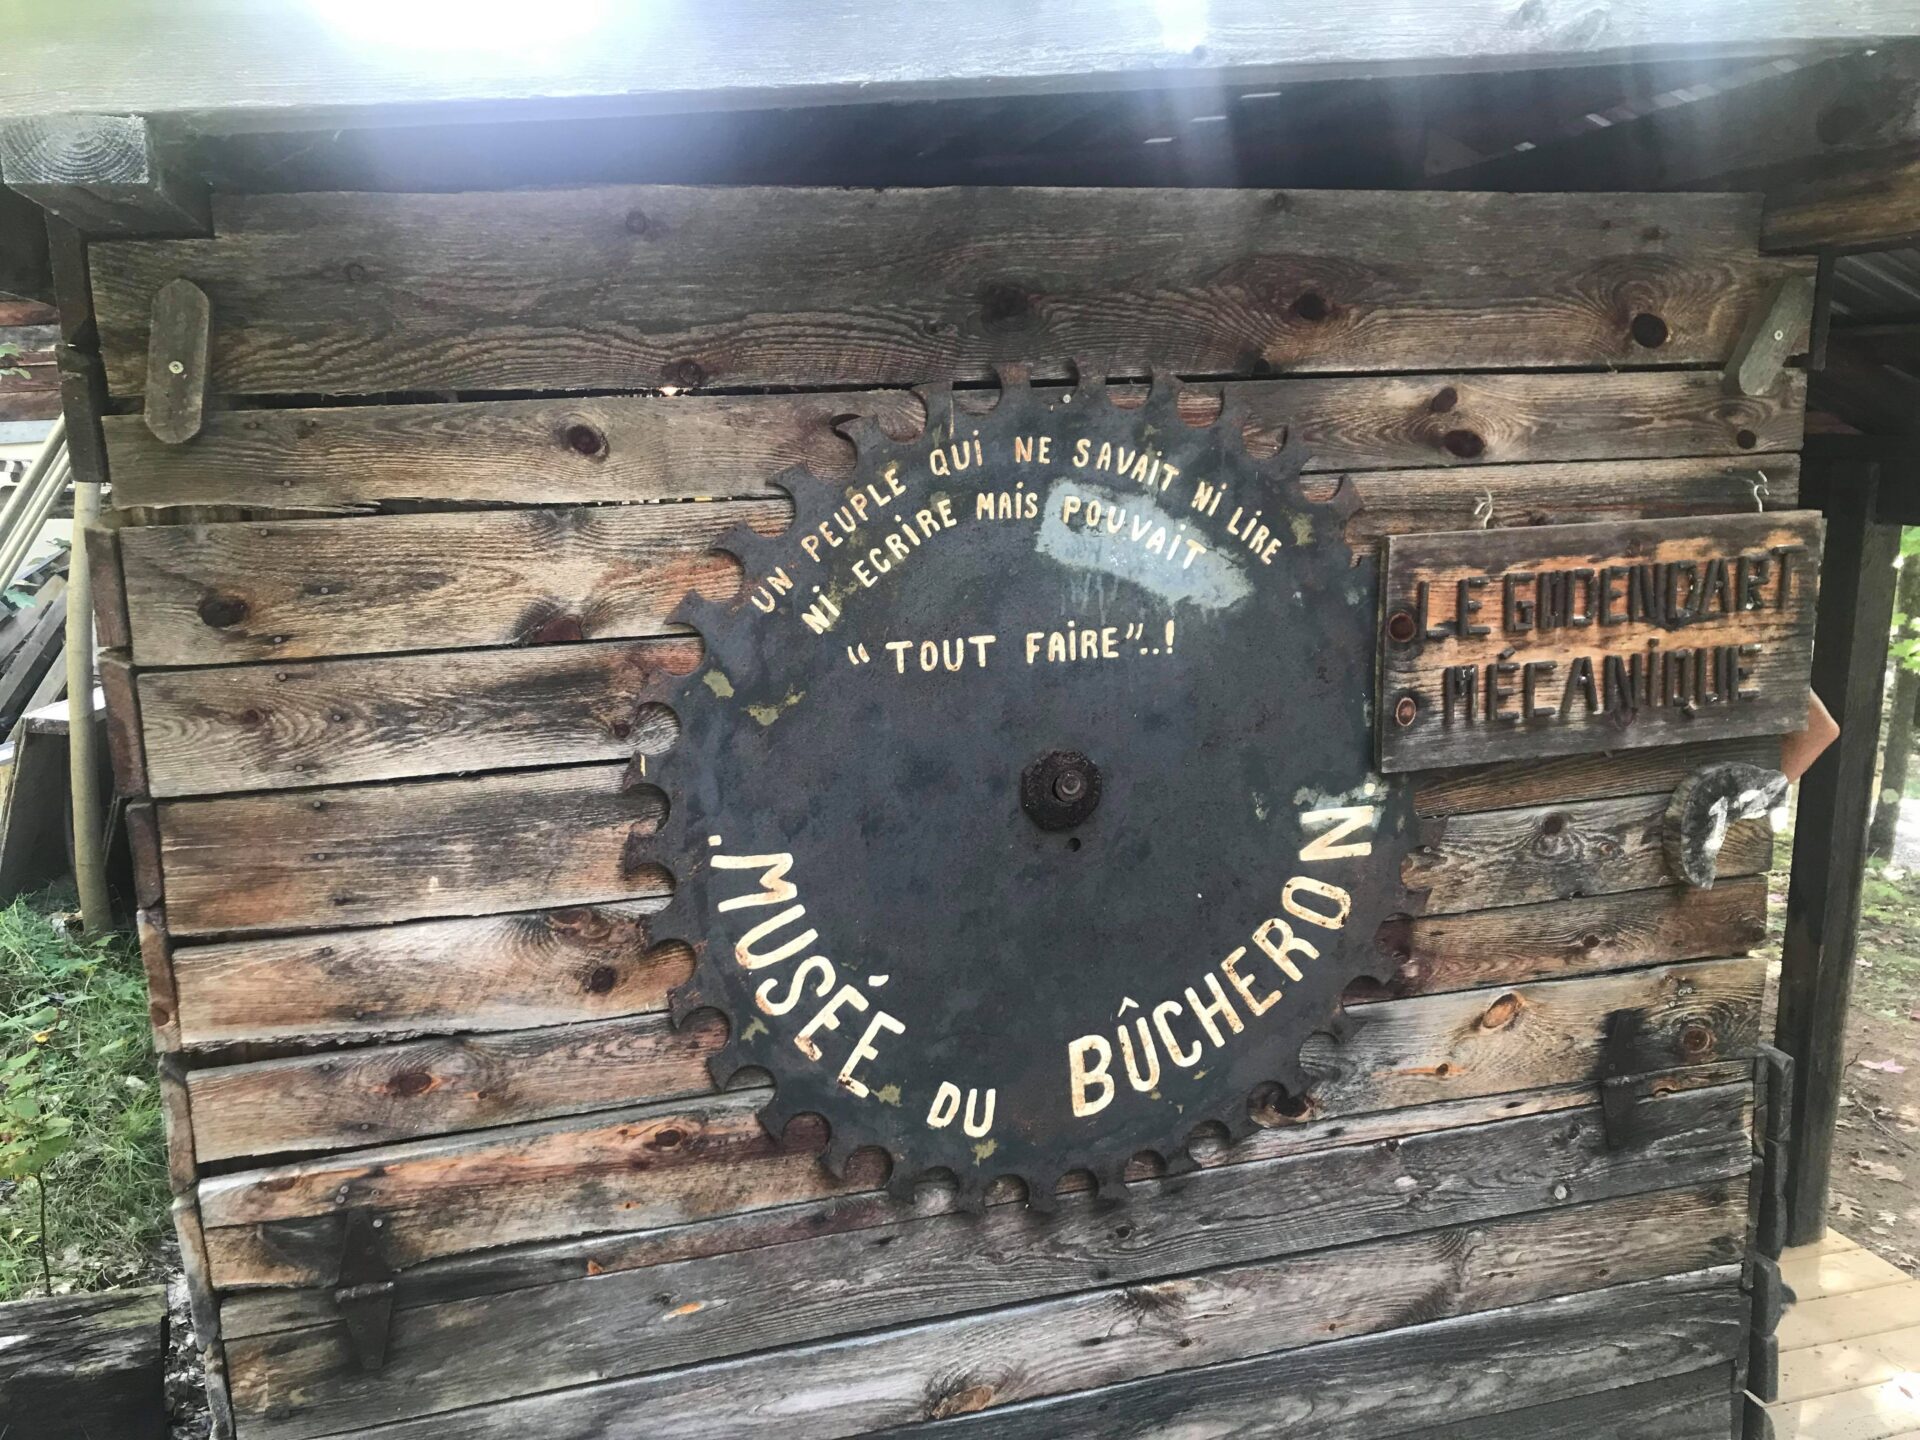 UN PEUPLE QUI NE SAVAIT NI LIRE
NI ECRIRE MAIS POUVAIT
“TOUT FAIRE”..!
.MUSÉE DU BÛCHERON.
LE GODENDART
MÉCANIQUE